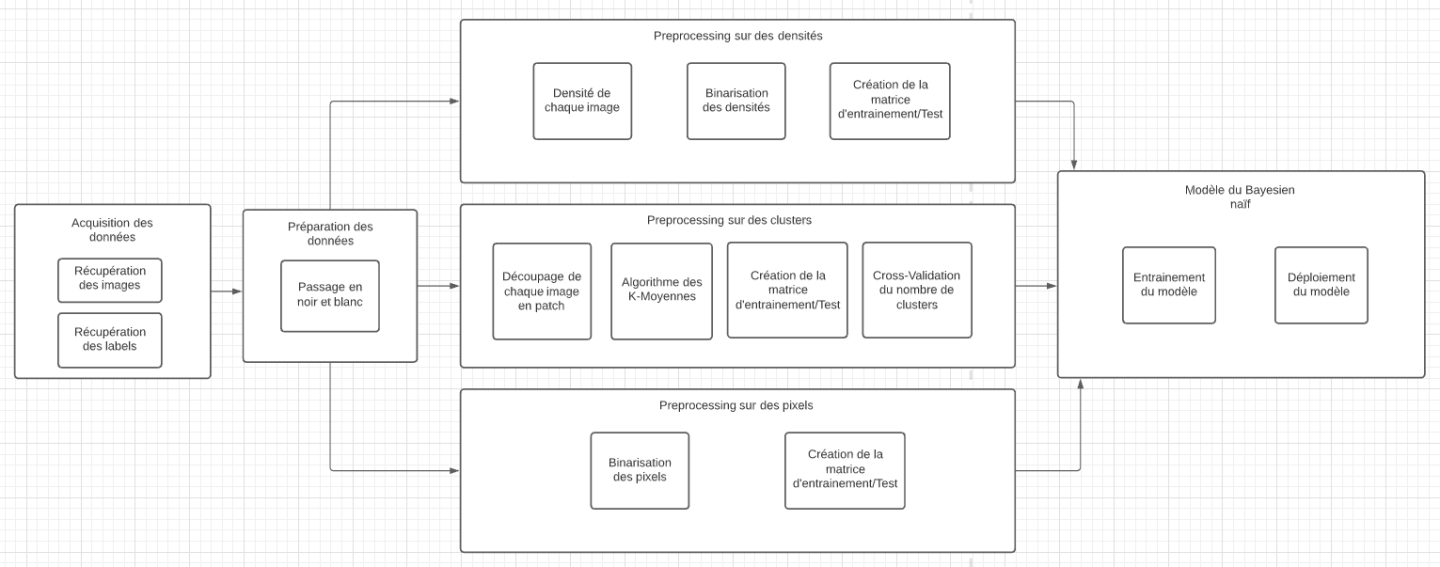 Acquisition des
données
Récupération
des images
Récupération
des labels
Préparation des
données
Passage en
noir et blanc
Preprocessing sur des densités
Densité de
chaque image
Binarisation
des densités
Création de la
matrice
d'entrainement/Test
Preprocessing sur des clusters
Découpage de
chaque image
en patch
Algorithme des
K-Moyennes
Création de la
matrice
d'entrainement/Test
Cross-Validation
du nombre de
clusters
Preprocessing sur des pixels
Binarisation
des pixels
Création de la
matrice
d'entrainement/Test
Modèle du Bayesien
naïf
Entrainement
du modèle
Déploiement
du modèle